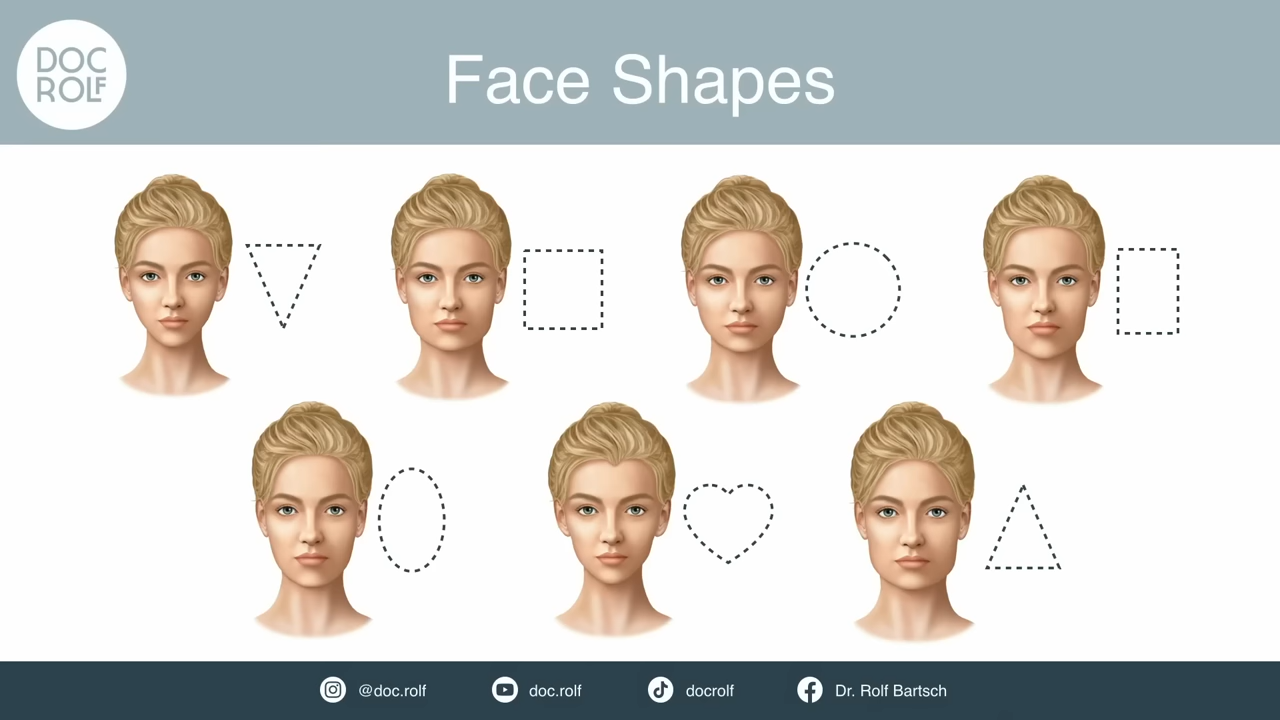 DOC
ROLF
Face Shapes
@doc.rolf
doc.rolf
docrolf
Dr. Rolf Bartsch